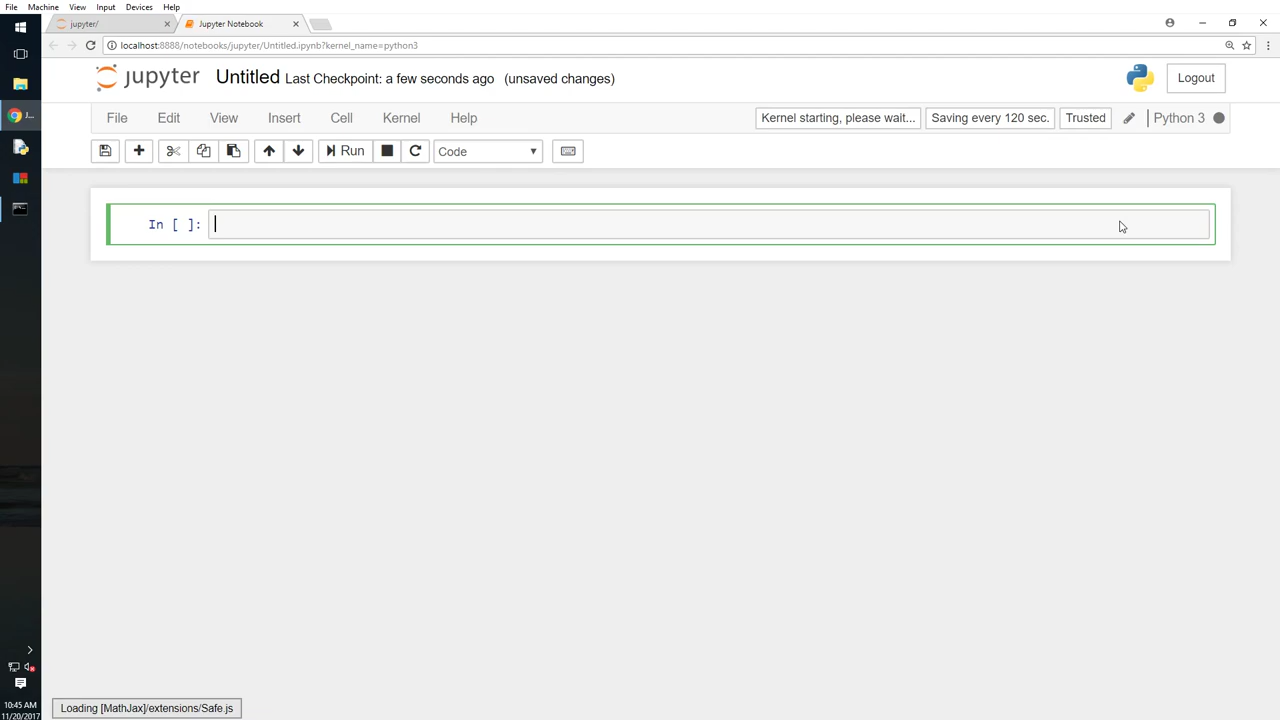 File Machine View Input Devices Help
jupyter/
Jupyter Notebook
localhost:8888/notebooks/jupyter/Untitled.ipynb?kernel_name=python3
jupyter Untitled Last Checkpoint: a few seconds ago (unsaved changes)
Logout
File Edit View Insert Cell Kernel Help
Kernel starting, please wait... Saving every 120 sec. Trusted Python 3
Run Code
In [ ]:
J...
Loading [MathJax]/extensions/Safe.js
10:45 AM
11/20/2017